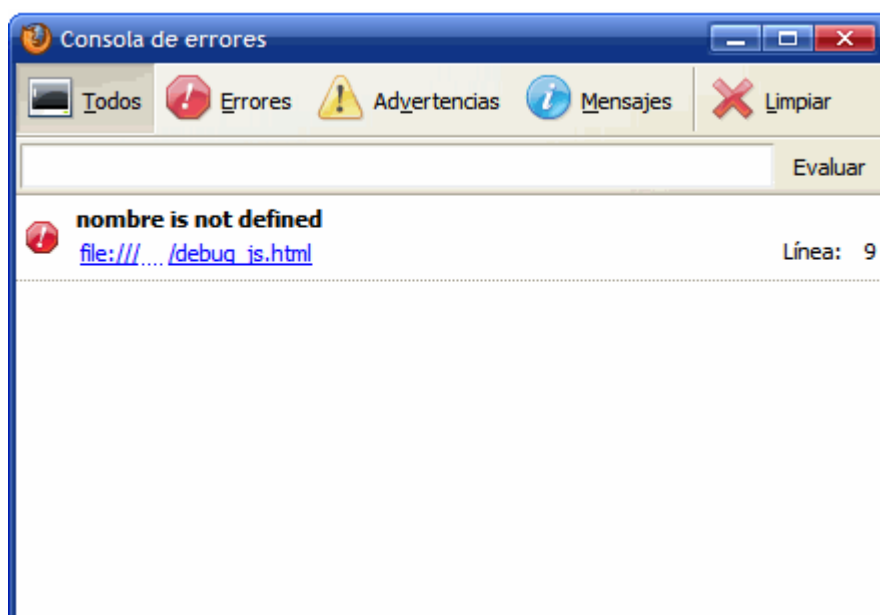 Consola de errores
Todos Errores Advertencias Mensajes Limpiar
Evaluar
nombre is not defined
file:///.... /debug_js.html Línea: 9